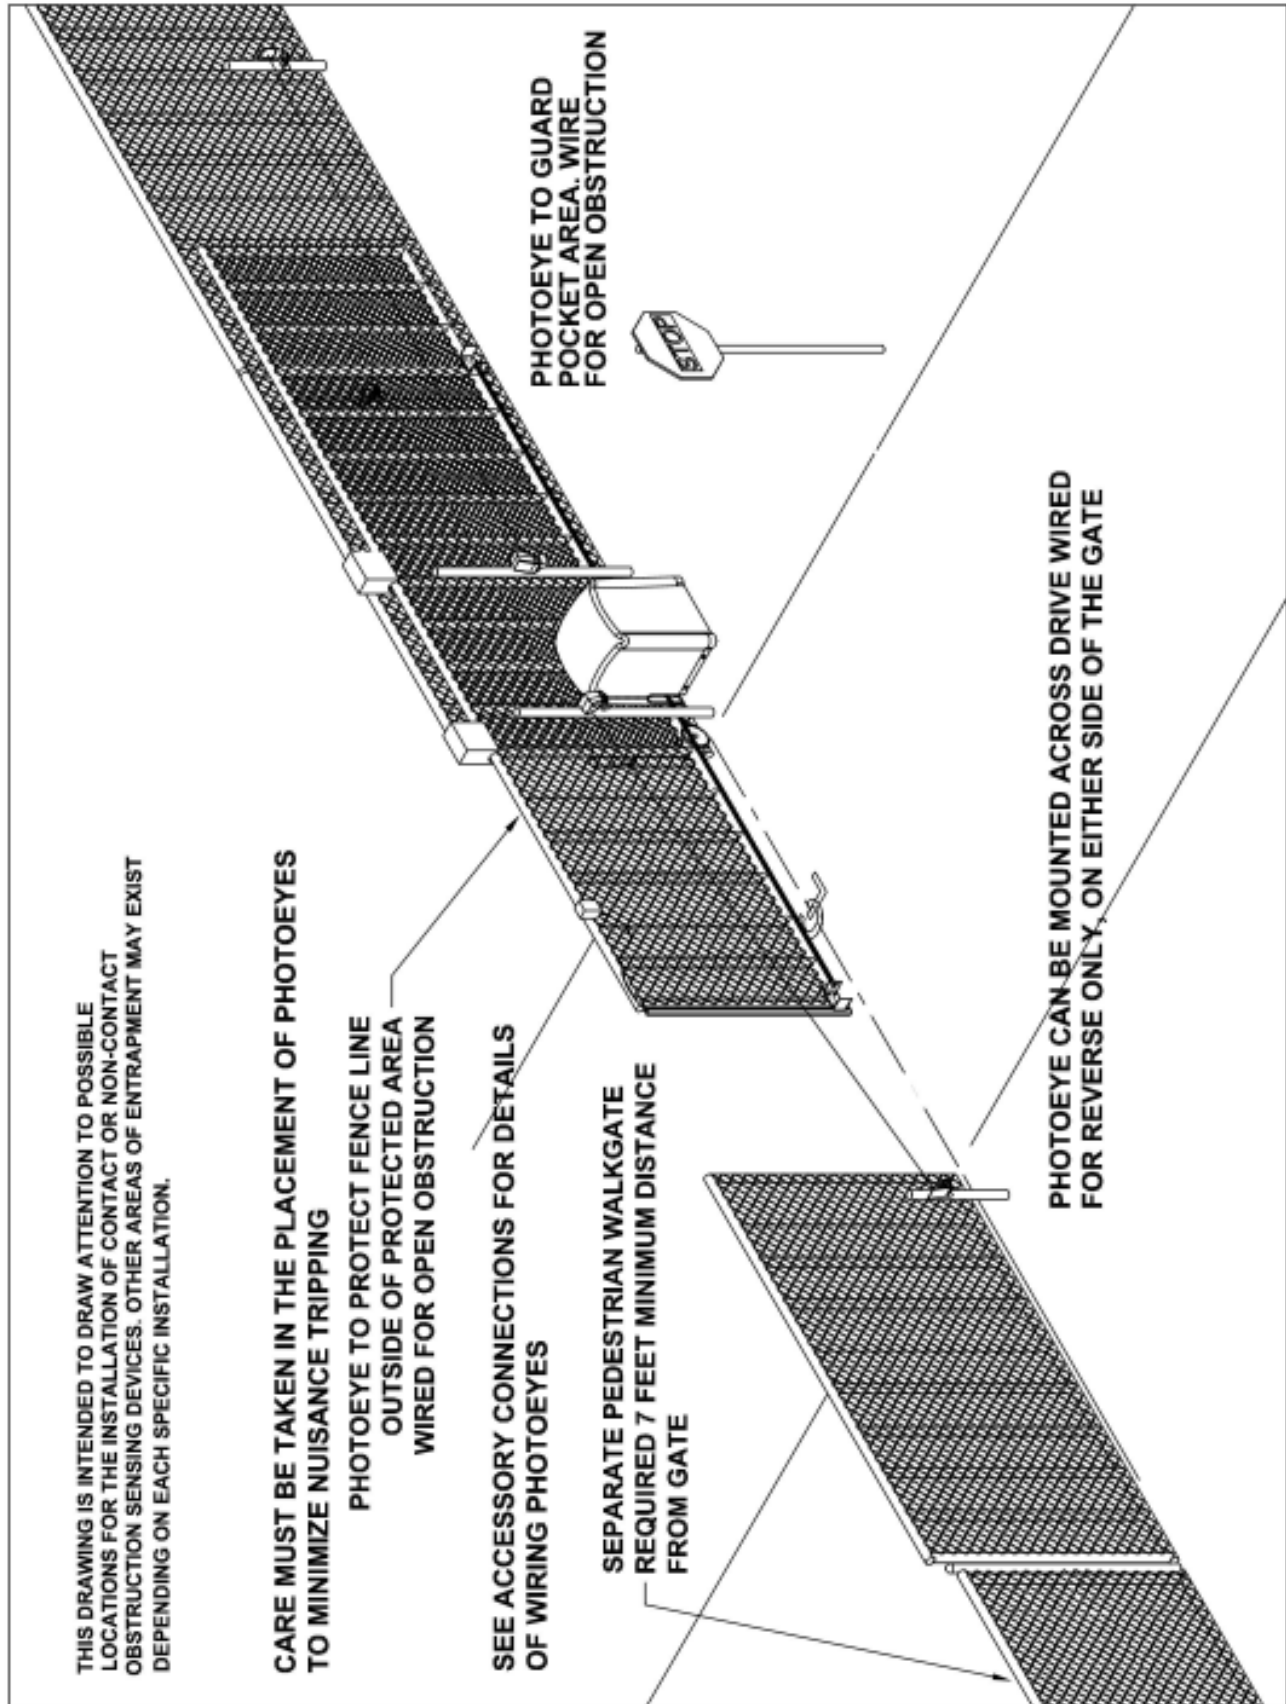 THIS DRAWING IS INTENDED TO DRAW ATTENTION TO POSSIBLE
LOCATIONS FOR THE INSTALLATION OF CONTACT OR NON-CONTACT
OBSTRUCTION SENSING DEVICES. OTHER AREAS OF ENTRAPMENT MAY EXIST
DEPENDING ON EACH SPECIFIC INSTALLATION.
CARE MUST BE TAKEN IN THE PLACEMENT OF PHOTOEYES
TO MINIMIZE NUISANCE TRIPPING
PHOTOEYE TO PROTECT FENCE LINE
OUTSIDE OF PROTECTED AREA
WIRED FOR OPEN OBSTRUCTION
SEE ACCESSORY CONNECTIONS FOR DETAILS
OF WIRING PHOTOEYES
SEPARATE PEDESTRIAN WALKGATE
REQUIRED 7 FEET MINIMUM DISTANCE
FROM GATE
PHOTOEYE TO GUARD
POCKET AREA. WIRE
FOR OPEN OBSTRUCTION
STOP
PHOTOEYE CAN BE MOUNTED ACROSS DRIVE WIRED
FOR REVERSE ONLY, ON EITHER SIDE OF THE GATE